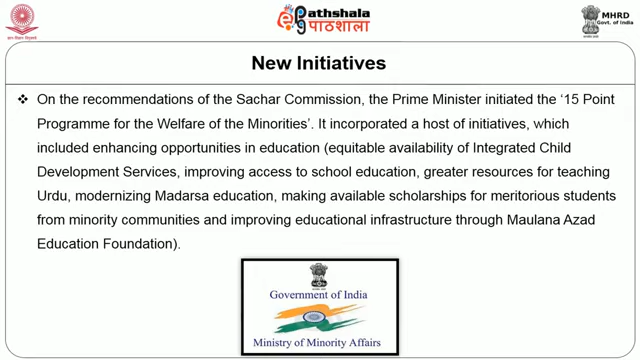 ePathshala
पाठशाला
MHRD
Govt. of India
New Initiatives
❖ On the recommendations of the Sachar Commission, the Prime Minister initiated the ‘15 Point
Programme for the Welfare of the Minorities’. It incorporated a host of initiatives, which
included enhancing opportunities in education (equitable availability of Integrated Child
Development Services, improving access to school education, greater resources for teaching
Urdu, modernizing Madarsa education, making available scholarships for meritorious students
from minority communities and improving educational infrastructure through Maulana Azad
Education Foundation).
Government of India
Ministry of Minority Affairs